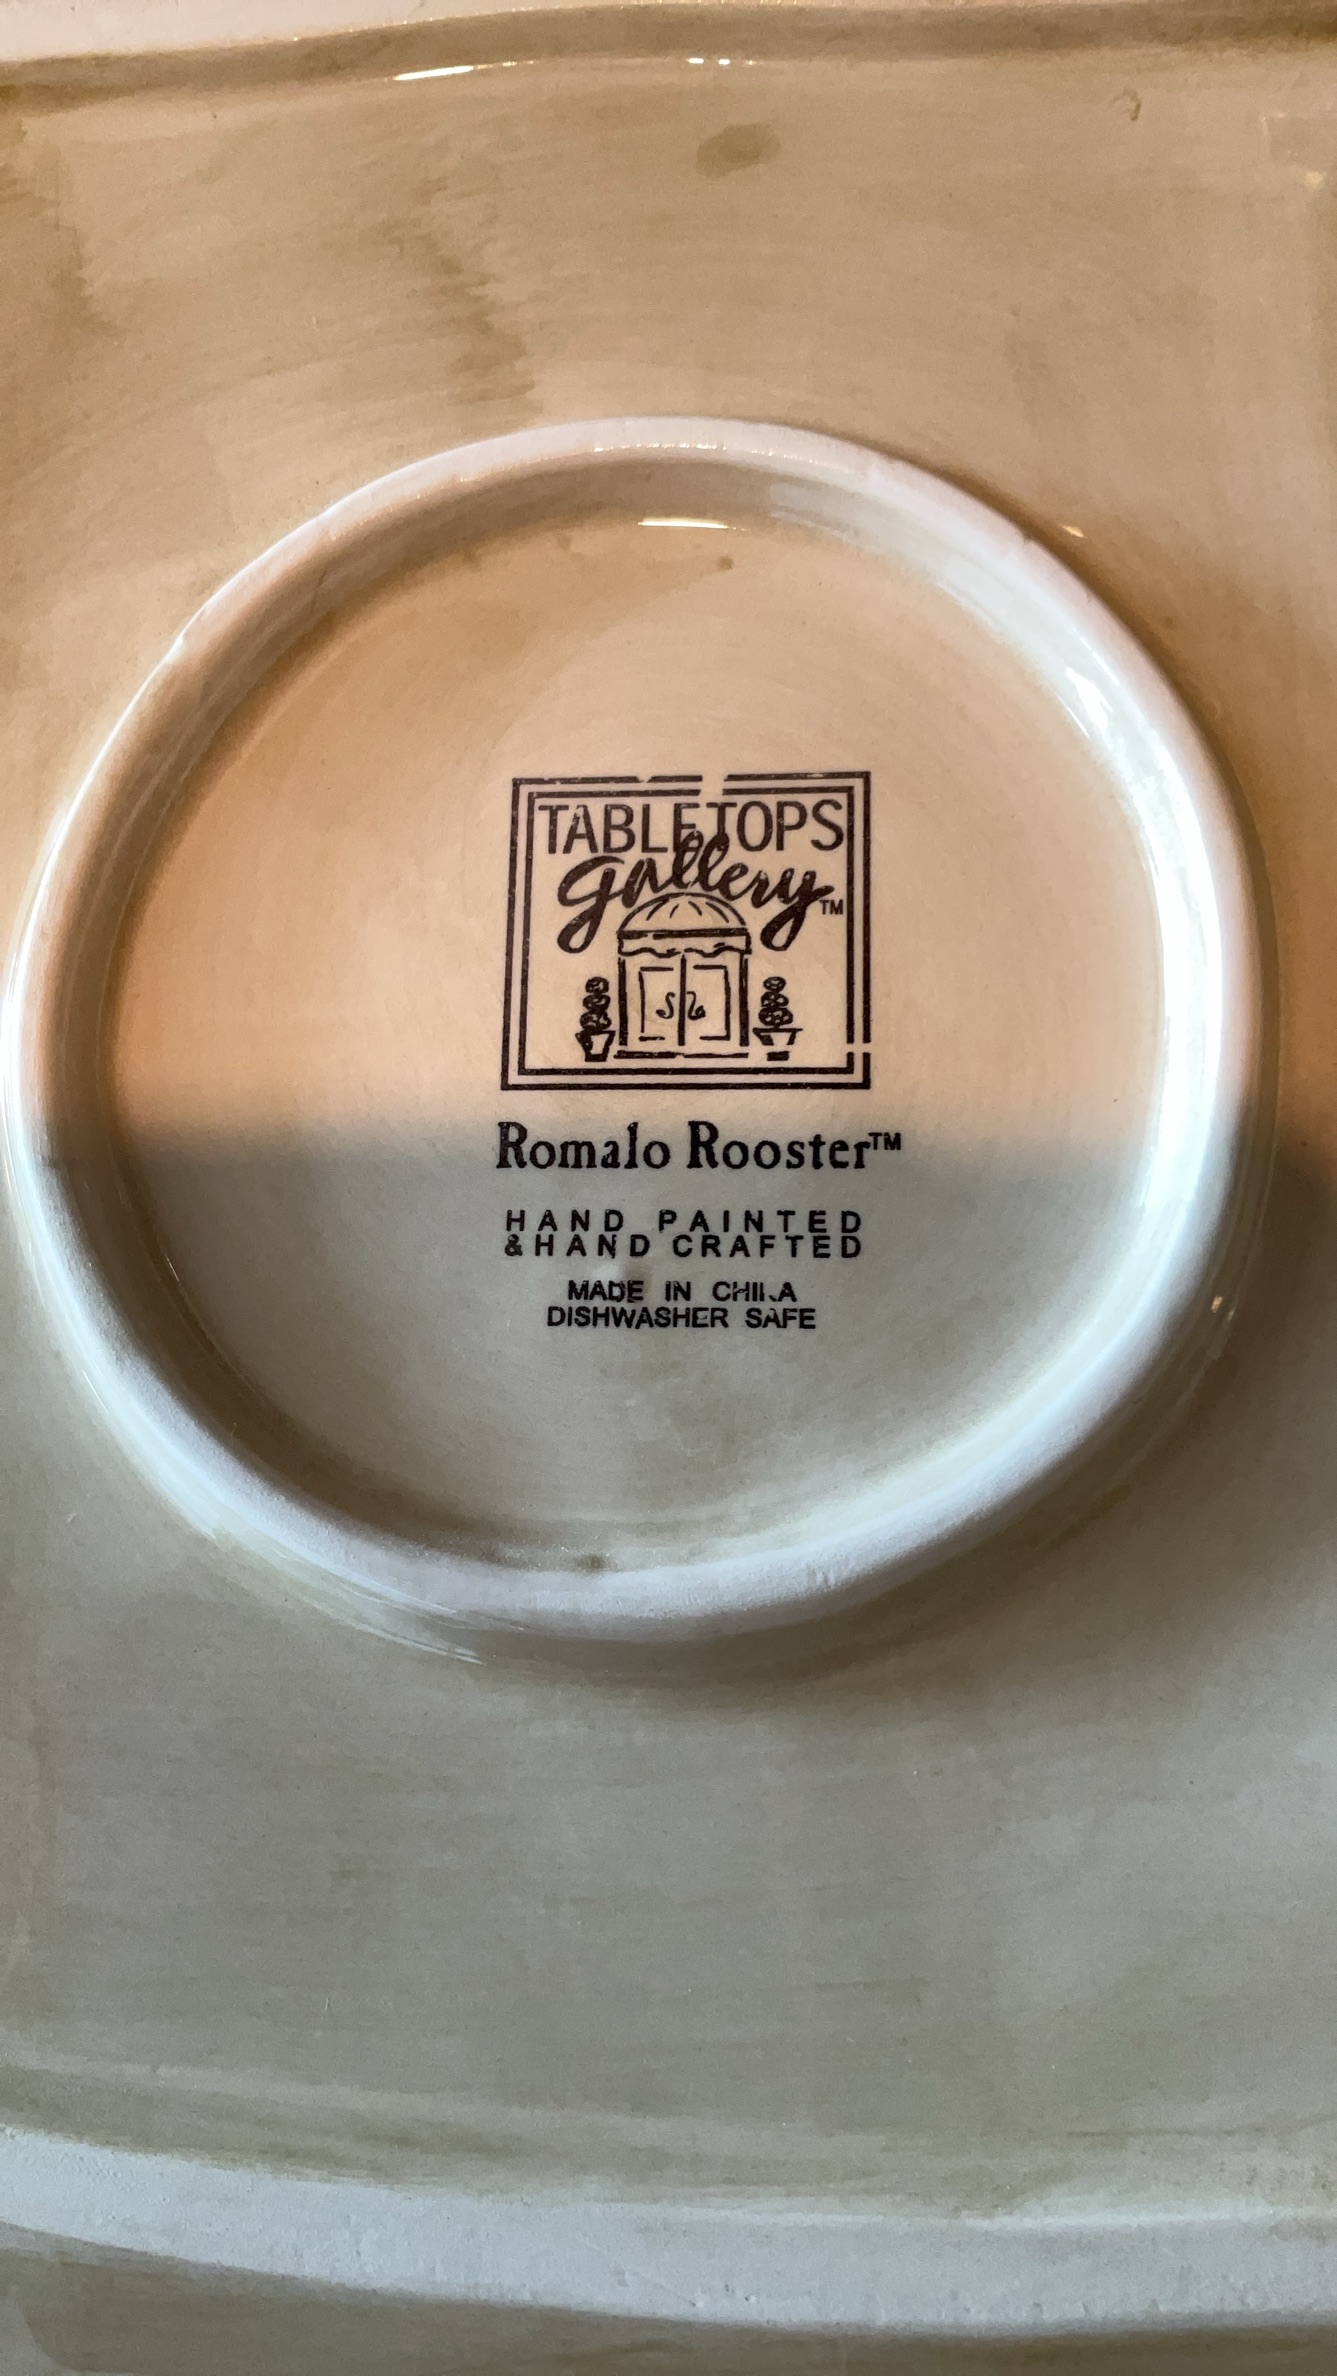 TABLETOPS
gallery™
Romalo Rooster™
HAND PAINTED
&HAND CRAFTED
MADE IN CHINA
DISHWASHER SAFE